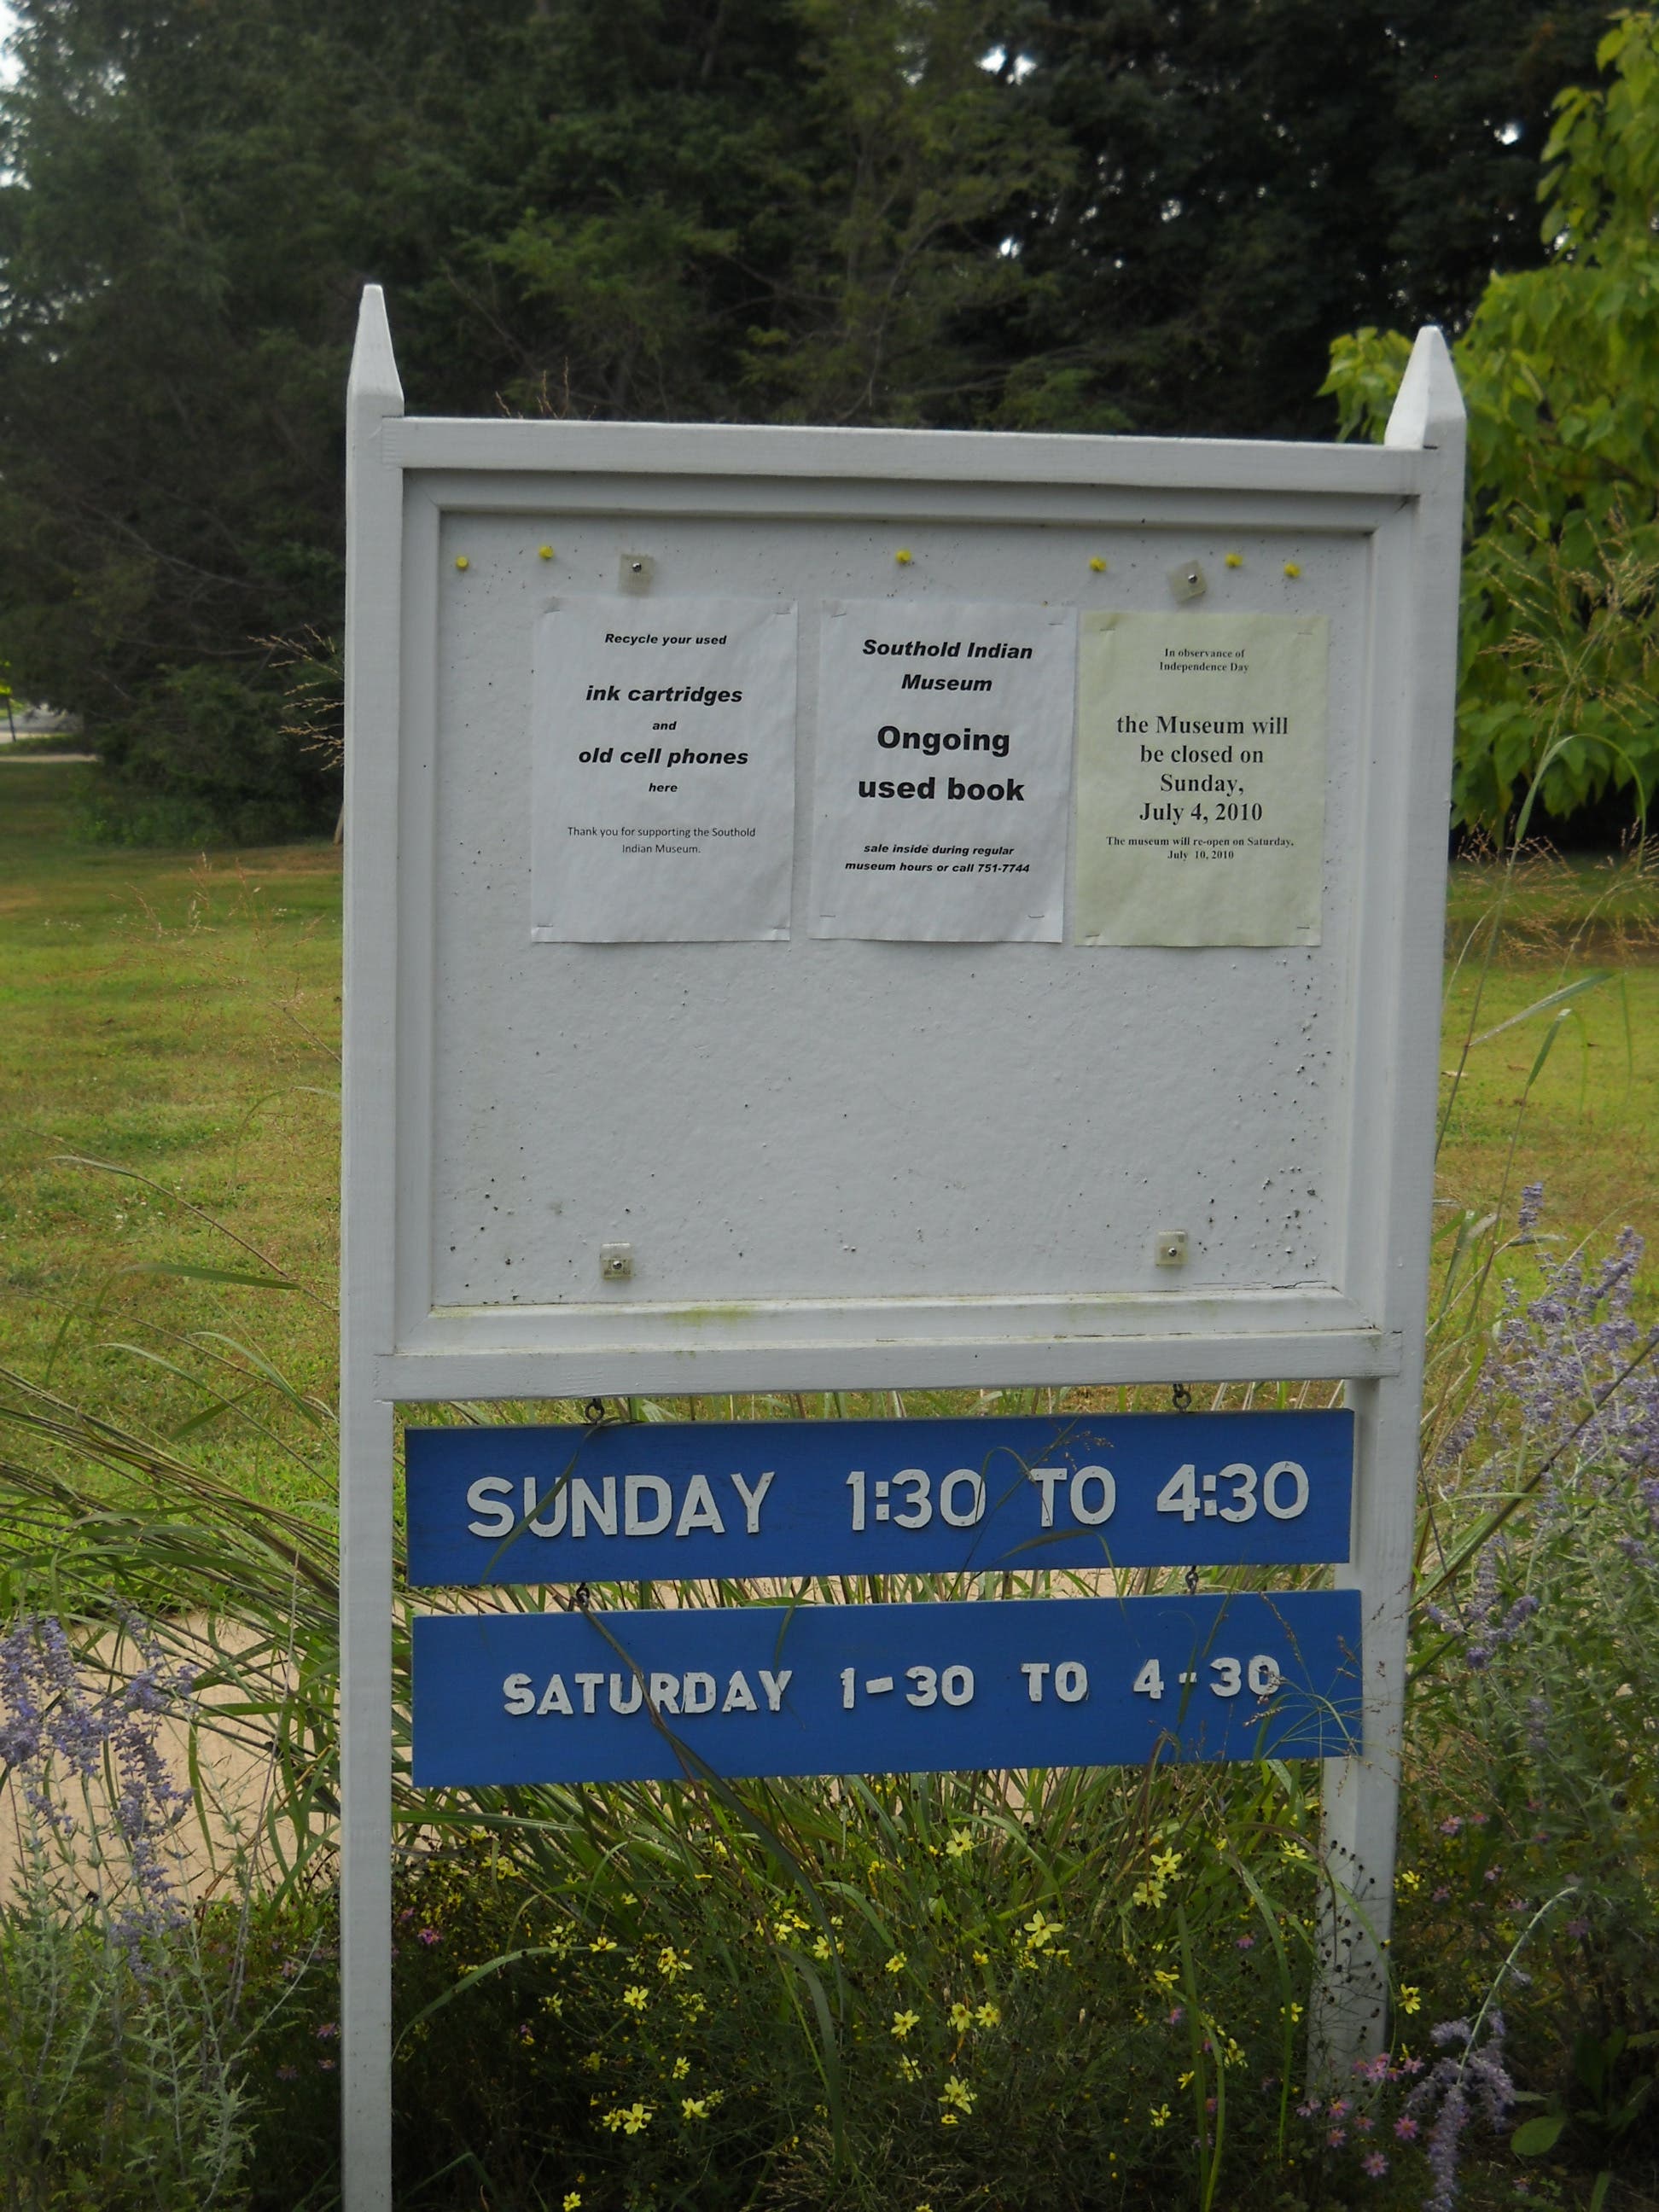 Recycle your used
ink cartridges
and
old cell phones
here
Thank you for supporting the Southold
Indian Museum.
Southold Indian
Museum
Ongoing
used book
sale inside during regular
museum hours or call 751-7744
In observance of
Independence Day
the Museum will
be closed on
Sunday,
July 4, 2010
The museum will re-open on Saturday,
July 10, 2010
SUNDAY 1:30 TO 4:30
SATURDAY 1-30 TO 4-30